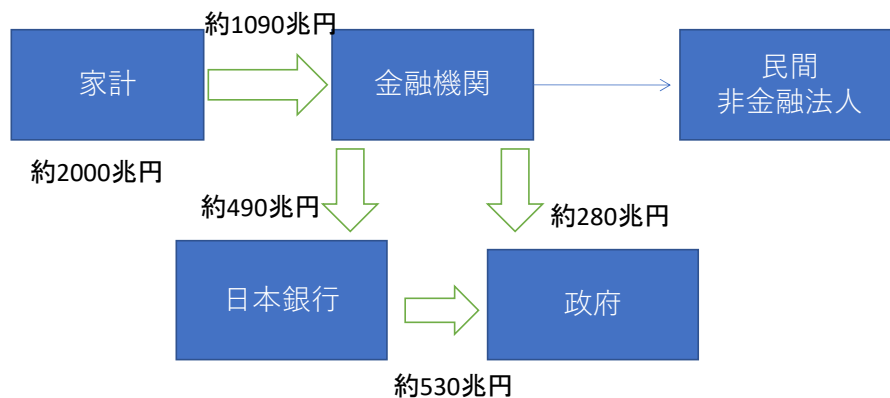 約1090兆円
家計
金融機関
民間
非金融法人
約2000兆円
約490兆円
約280兆円
日本銀行
政府
約530兆円